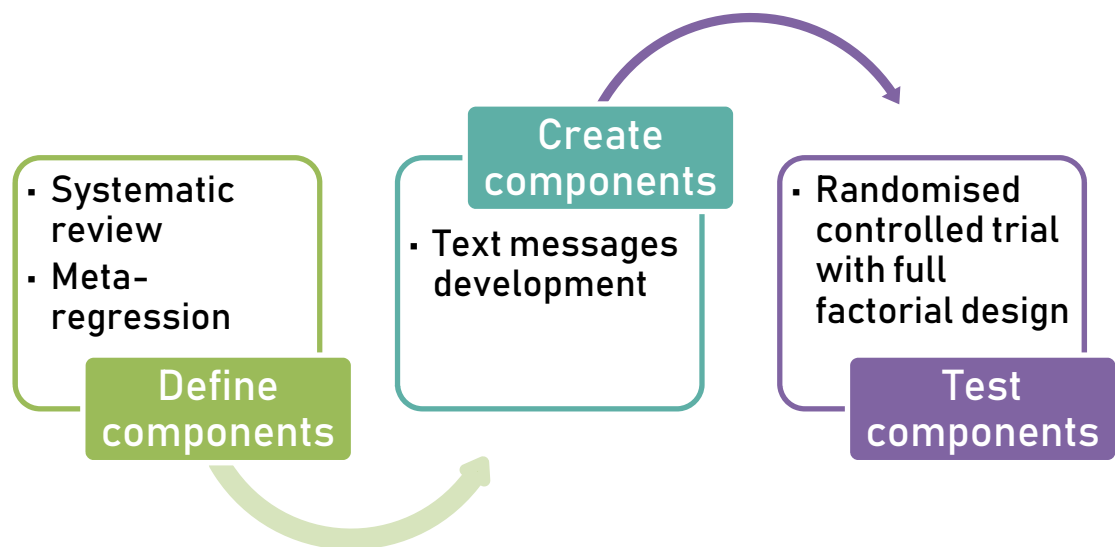 ▪ Systematic
review
▪ Meta-
regression
Define
components
Create
components
▪ Text messages
development
▪ Randomised
controlled trial
with full
factorial design
Test
components